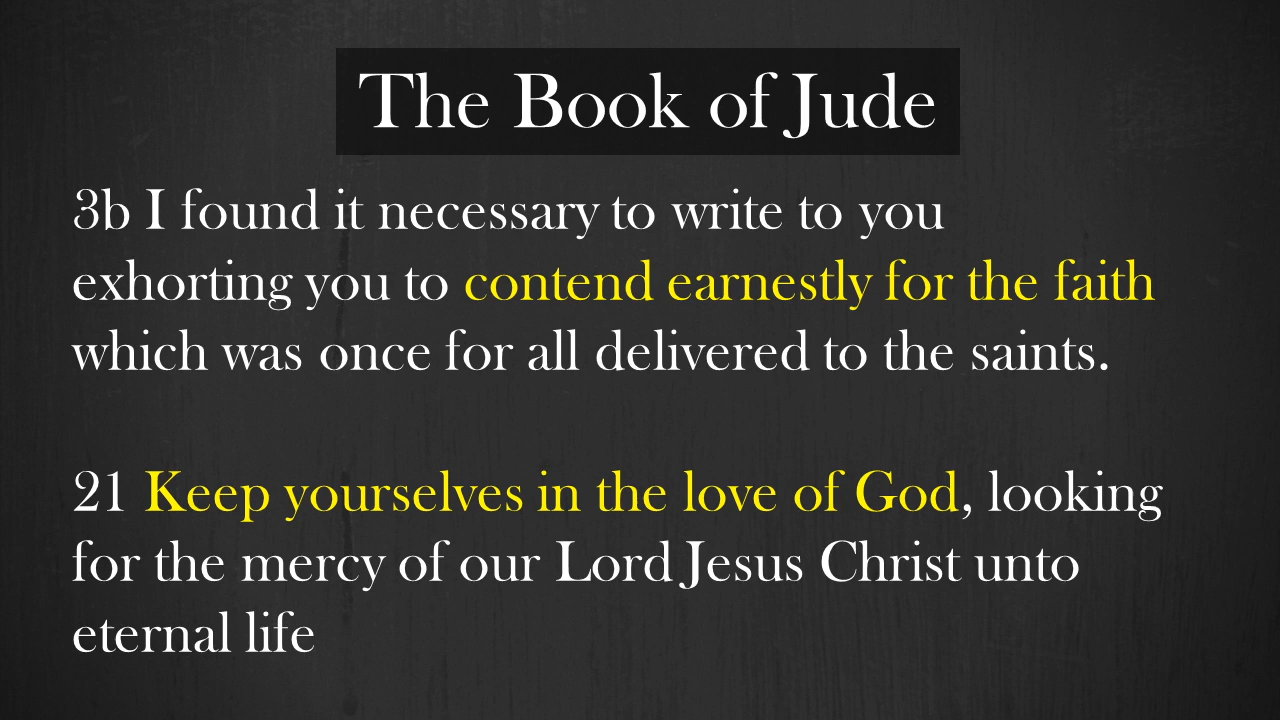 The Book of Jude
3b I found it necessary to write to you
exhorting you to contend earnestly for the faith
which was once for all delivered to the saints.
21 Keep yourselves in the love of God, looking
for the mercy of our Lord Jesus Christ unto
eternal life